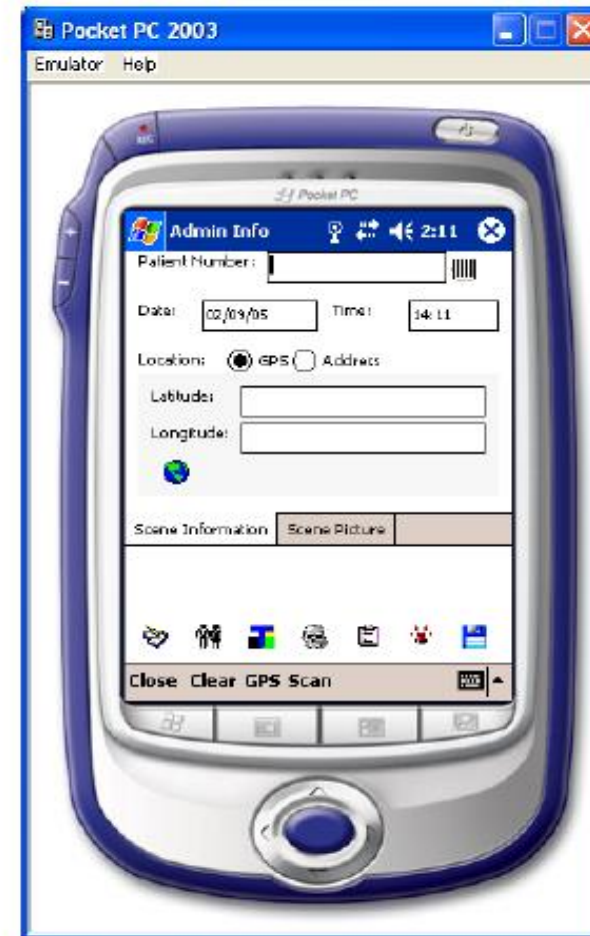 Pocket PC 2003
Emulator Help
Pocket PC
Admin Info 2:11
Patient Number:
Date: 02/09/05 Time: 14:11
Location: GPS Address
Latitude:
Longitude:
Scene Information Scene Picture
Close Clear GPS Scan